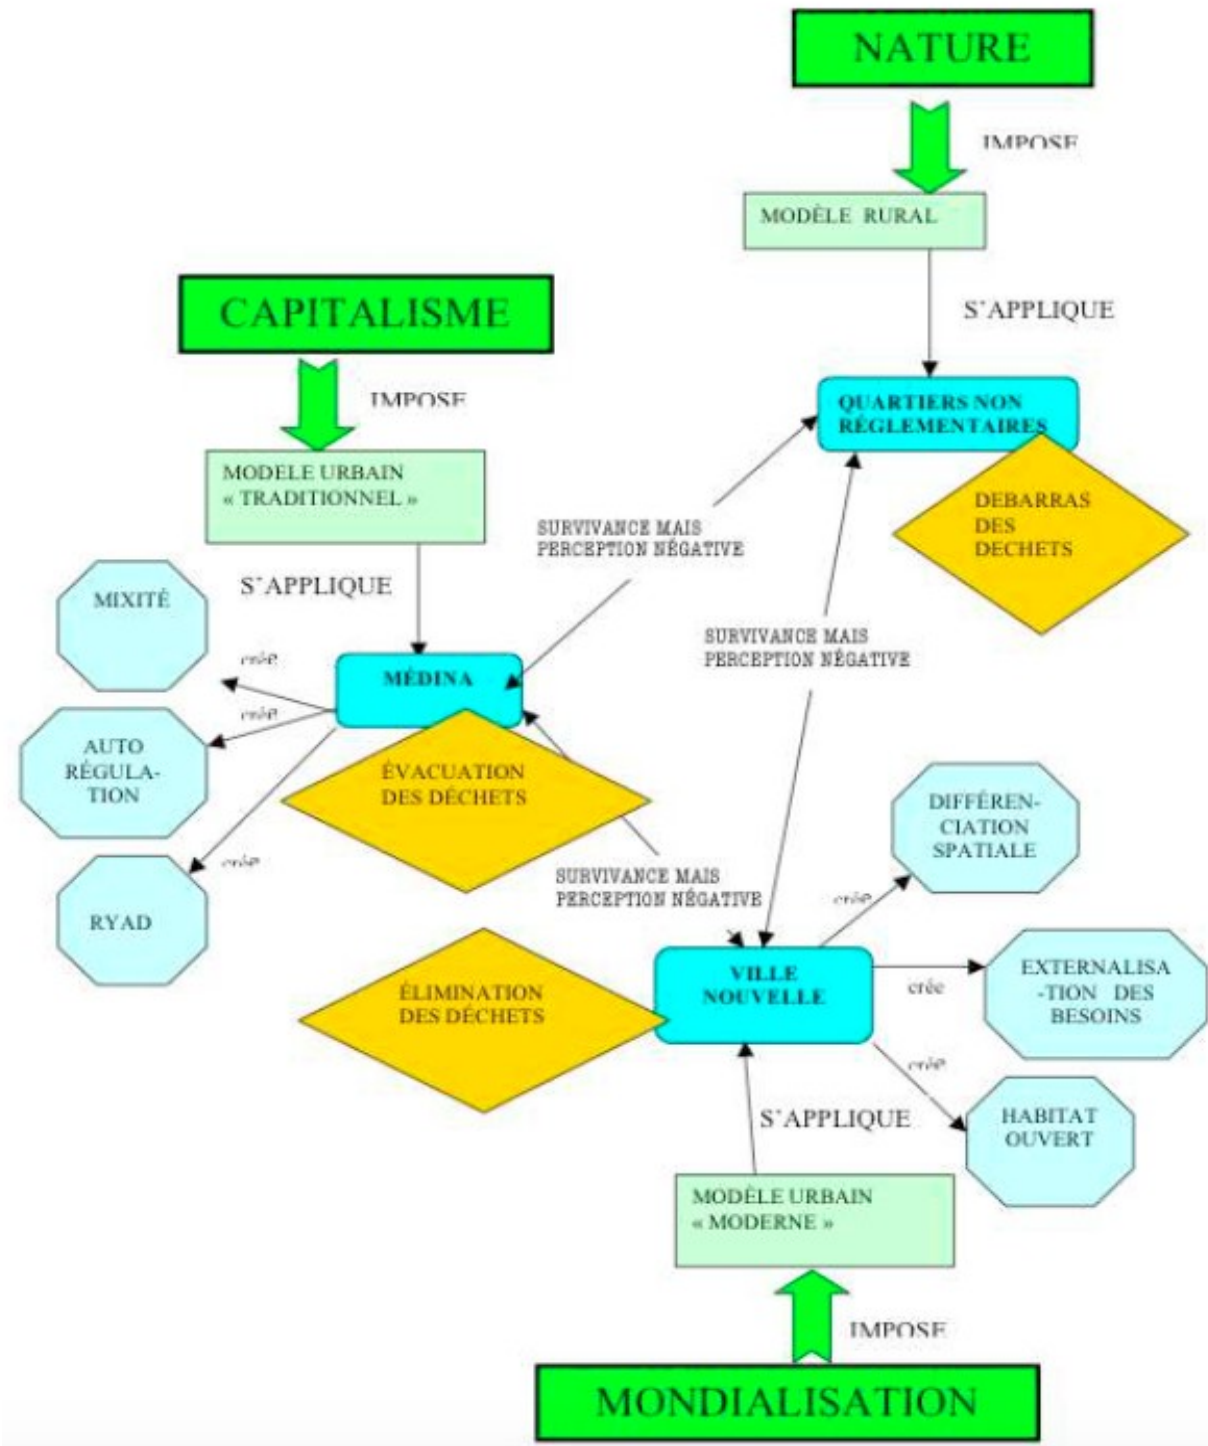 NATURE
IMPOSE
MODÈLE RURAL
S’APPLIQUE
CAPITALISME
IMPOSE
MODELE URBAIN
« TRADITIONNEL »
S’APPLIQUE
QUARTIERS NON
RÉGLEMENTAIRES
DEBARRAS
DES
DECHETS
SURVIVANCE MAIS
PERCEPTION NÉGATIVE
SURVIVANCE MAIS
PERCEPTION NÉGATIVE
MIXITÉ
crée
MÉDINA
crée
AUTO
RÉGULA-
TION
ÉVACUATION
DES DÉCHETS
crée
RYAD
SURVIVANCE MAIS
PERCEPTION NÉGATIVE
DIFFÉREN-
CIATION
SPATIALE
crée
VILLE
NOUVELLE
ÉLIMINATION
DES DÉCHETS
crée
EXTERNALISA
-TION DES
BESOINS
crée
HABITAT
OUVERT
S’APPLIQUE
MODÈLE URBAIN
« MODERNE »
IMPOSE
MONDIALISATION